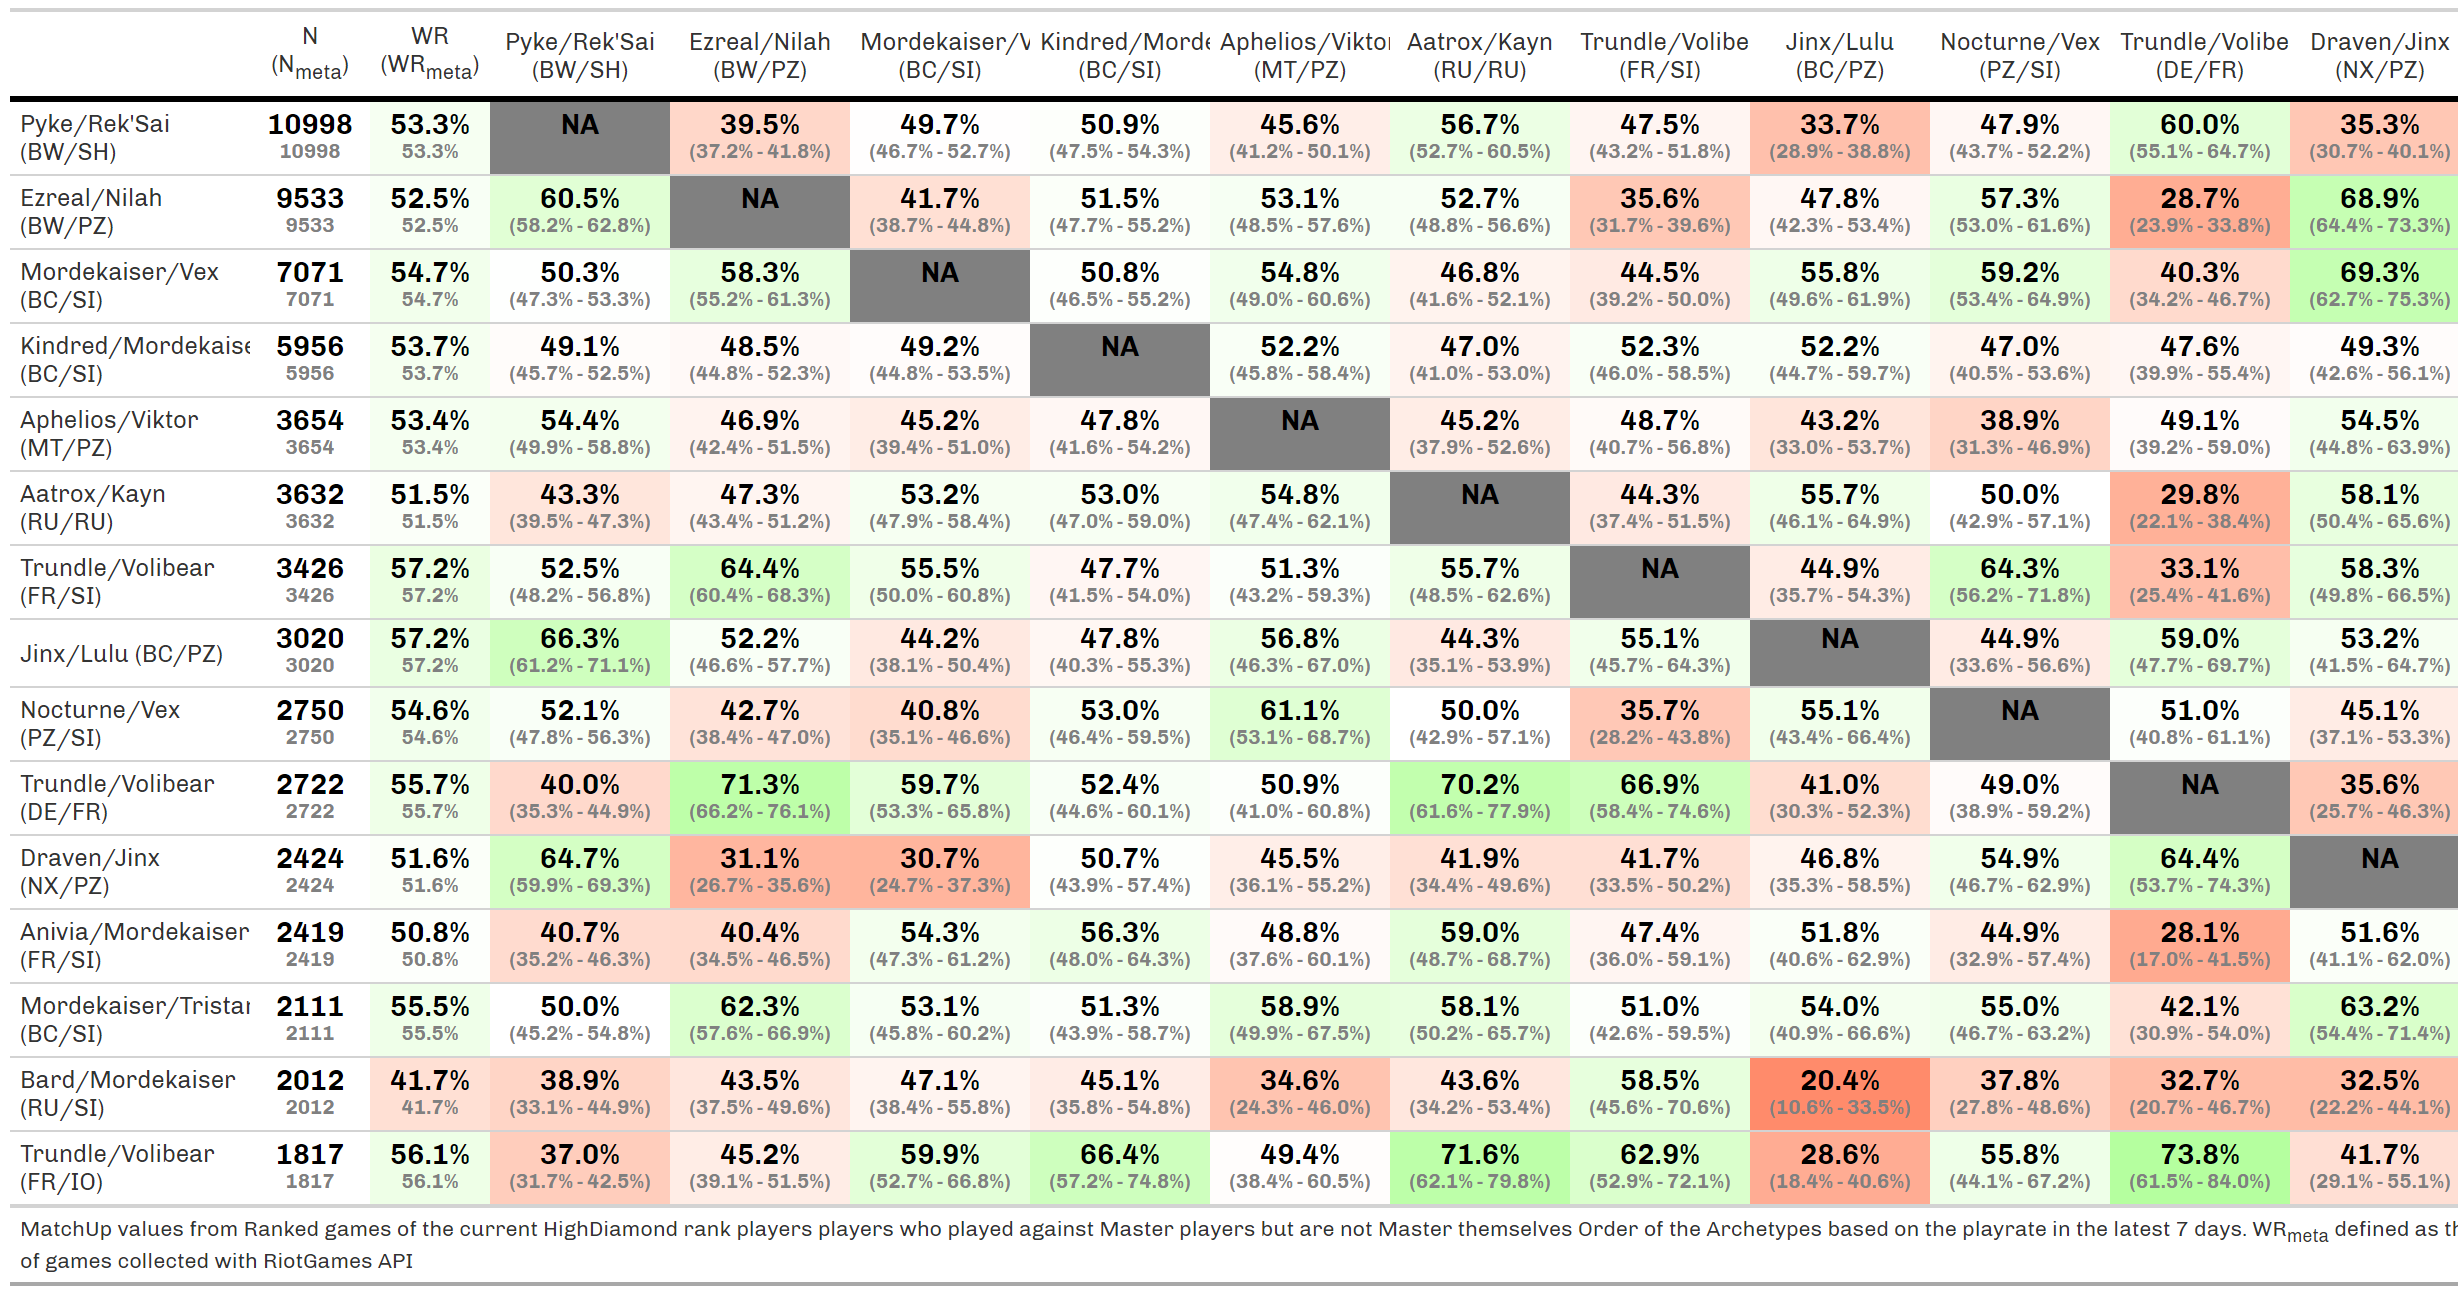 N WR Pyke/Rek'Sai Ezreal/Nilah Mordekaiser/V Kindred/Morde Aphelios/Viktor Aatrox/Kayn Trundle/Volibe Jinx/Lulu Nocturne/Vex Trundle/Volibe Draven/Jinx
(Nmeta) (WRmeta) (BW/SH) (BW/PZ) (BC/SI) (BC/SI) (MT/PZ) (RU/RU) (FR/SI) (BC/PZ) (PZ/SI) (DE/FR) (NX/PZ)
Pyke/Rek'Sai 10998 53.3% NA 39.5% 49.7% 50.9% 45.6% 56.7% 47.5% 33.7% 47.9% 60.0% 35.3%
(BW/SH) 10998 53.3% (37.2% - 41.8%) (46.7% - 52.7%) (47.5% - 54.3%) (41.2% - 50.1%) (52.7% - 60.5%) (43.2% - 51.8%) (28.9% - 38.8%) (43.7% - 52.2%) (55.1% - 64.7%) (30.7% - 40.1%)
Ezreal/Nilah 9533 52.5% 60.5% NA 41.7% 51.5% 53.1% 52.7% 35.6% 47.8% 57.3% 28.7% 68.9%
(BW/PZ) 9533 52.5% (58.2% - 62.8%) (38.7% - 44.8%) (47.7% - 55.2%) (48.5% - 57.6%) (48.8% - 56.6%) (31.7% - 39.6%) (42.3% - 53.4%) (53.0% - 61.6%) (23.9% - 33.8%) (64.4% - 73.3%)
Mordekaiser/Vex 7071 54.7% 50.3% 58.3% NA 50.8% 54.8% 46.8% 44.5% 55.8% 59.2% 40.3% 69.3%
(BC/SI) 7071 54.7% (47.3% - 53.3%) (55.2% - 61.3%) (46.5% - 55.2%) (49.0% - 60.6%) (41.6% - 52.1%) (39.2% - 50.0%) (49.6% - 61.9%) (53.4% - 64.9%) (34.2% - 46.7%) (62.7% - 75.3%)
Kindred/Mordekaise 5956 53.7% 49.1% 48.5% 49.2% NA 52.2% 47.0% 52.3% 52.2% 47.0% 47.6% 49.3%
(BC/SI) 5956 53.7% (45.7% - 52.5%) (44.8% - 52.3%) (44.8% - 53.5%) (45.8% - 58.4%) (41.0% - 53.0%) (46.0% - 58.5%) (44.7% - 59.7%) (40.5% - 53.6%) (39.9% - 55.4%) (42.6% - 56.1%)
Aphelios/Viktor 3654 53.4% 54.4% 46.9% 45.2% 47.8% NA 45.2% 48.7% 43.2% 38.9% 49.1% 54.5%
(MT/PZ) 3654 53.4% (49.9% - 58.8%) (42.4% - 51.5%) (39.4% - 51.0%) (41.6% - 54.2%) (37.9% - 52.6%) (40.7% - 56.8%) (33.0% - 53.7%) (31.3% - 46.9%) (39.2% - 59.0%) (44.8% - 63.9%)
Aatrox/Kayn 3632 51.5% 43.3% 47.3% 53.2% 53.0% 54.8% NA 44.3% 55.7% 50.0% 29.8% 58.1%
(RU/RU) 3632 51.5% (39.5% - 47.3%) (43.4% - 51.2%) (47.9% - 58.4%) (47.0% - 59.0%) (47.4% - 62.1%) (37.4% - 51.5%) (46.1% - 64.9%) (42.9% - 57.1%) (22.1% - 38.4%) (50.4% - 65.6%)
Trundle/Volibear 3426 57.2% 52.5% 64.4% 55.5% 47.7% 51.3% 55.7% NA 44.9% 64.3% 33.1% 58.3%
(FR/SI) 3426 57.2% (48.2% - 56.8%) (60.4% - 68.3%) (50.0% - 60.8%) (41.5% - 54.0%) (43.2% - 59.3%) (48.5% - 62.6%) (35.7% - 54.3%) (56.2% - 71.8%) (25.4% - 41.6%) (49.8% - 66.5%)
Jinx/Lulu (BC/PZ) 3020 57.2% 66.3% 52.2% 44.2% 47.8% 56.8% 44.3% 55.1% NA 44.9% 59.0% 53.2%
3020 57.2% (61.2% - 71.1%) (46.6% - 57.7%) (38.1% - 50.4%) (40.3% - 55.3%) (46.3% - 67.0%) (35.1% - 53.9%) (45.7% - 64.3%) (33.6% - 56.6%) (47.7% - 69.7%) (41.5% - 64.7%)
Nocturne/Vex 2750 54.6% 52.1% 42.7% 40.8% 53.0% 61.1% 50.0% 35.7% 55.1% NA 51.0% 45.1%
(PZ/SI) 2750 54.6% (47.8% - 56.3%) (38.4% - 47.0%) (35.1% - 46.6%) (46.4% - 59.5%) (53.1% - 68.7%) (42.9% - 57.1%) (28.2% - 43.8%) (43.4% - 66.4%) (40.8% - 61.1%) (37.1% - 53.3%)
Trundle/Volibear 2722 55.7% 40.0% 71.3% 59.7% 52.4% 50.9% 70.2% 66.9% 41.0% 49.0% NA 35.6%
(DE/FR) 2722 55.7% (35.3% - 44.9%) (66.2% - 76.1%) (53.3% - 65.8%) (44.6% - 60.1%) (41.0% - 60.8%) (61.6% - 77.9%) (58.4% - 74.6%) (30.3% - 52.3%) (38.9% - 59.2%) (25.7% - 46.3%)
Draven/Jinx 2424 51.6% 64.7% 31.1% 30.7% 50.7% 45.5% 41.9% 41.7% 46.8% 54.9% 64.4% NA
(NX/PZ) 2424 51.6% (59.9% - 69.3%) (26.7% - 35.6%) (24.7% - 37.3%) (43.9% - 57.4%) (36.1% - 55.2%) (34.4% - 49.6%) (33.5% - 50.2%) (35.3% - 58.5%) (46.7% - 62.9%) (53.7% - 74.3%)
Anivia/Mordekaiser 2419 50.8% 40.7% 40.4% 54.3% 56.3% 48.8% 59.0% 47.4% 51.8% 44.9% 28.1% 51.6%
(FR/SI) 2419 50.8% (35.2% - 46.3%) (34.5% - 46.5%) (47.3% - 61.2%) (48.0% - 64.3%) (37.6% - 60.1%) (48.7% - 68.7%) (36.0% - 59.1%) (40.6% - 62.9%) (32.9% - 57.4%) (17.0% - 41.5%) (41.1% - 62.0%)
Mordekaiser/Tristar 2111 55.5% 50.0% 62.3% 53.1% 51.3% 58.9% 58.1% 51.0% 54.0% 55.0% 42.1% 63.2%
(BC/SI) 2111 55.5% (45.2% - 54.8%) (57.6% - 66.9%) (45.8% - 60.2%) (43.9% - 58.7%) (49.9% - 67.5%) (50.2% - 65.7%) (42.6% - 59.5%) (40.9% - 66.6%) (46.7% - 63.2%) (30.9% - 54.0%) (54.4% - 71.4%)
Bard/Mordekaiser 2012 41.7% 38.9% 43.5% 47.1% 45.1% 34.6% 43.6% 58.5% 20.4% 37.8% 32.7% 32.5%
(RU/SI) 2012 41.7% (33.1% - 44.9%) (37.5% - 49.6%) (38.4% - 55.8%) (35.8% - 54.8%) (24.3% - 46.0%) (34.2% - 53.4%) (45.6% - 70.6%) (10.6% - 33.5%) (27.8% - 48.6%) (20.7% - 46.7%) (22.2% - 44.1%)
Trundle/Volibear 1817 56.1% 37.0% 45.2% 59.9% 66.4% 49.4% 71.6% 62.9% 28.6% 55.8% 73.8% 41.7%
(FR/IO) 1817 56.1% (31.7% - 42.5%) (39.1% - 51.5%) (52.7% - 66.8%) (57.2% - 74.8%) (38.4% - 60.5%) (62.1% - 79.8%) (52.9% - 72.1%) (18.4% - 40.6%) (44.1% - 67.2%) (61.5% - 84.0%) (29.1% - 55.1%)
MatchUp values from Ranked games of the current HighDiamond rank players players who played against Master players but are not Master themselves Order of the Archetypes based on the playrate in the latest 7 days. WRmeta defined as th
of games collected with RiotGames API